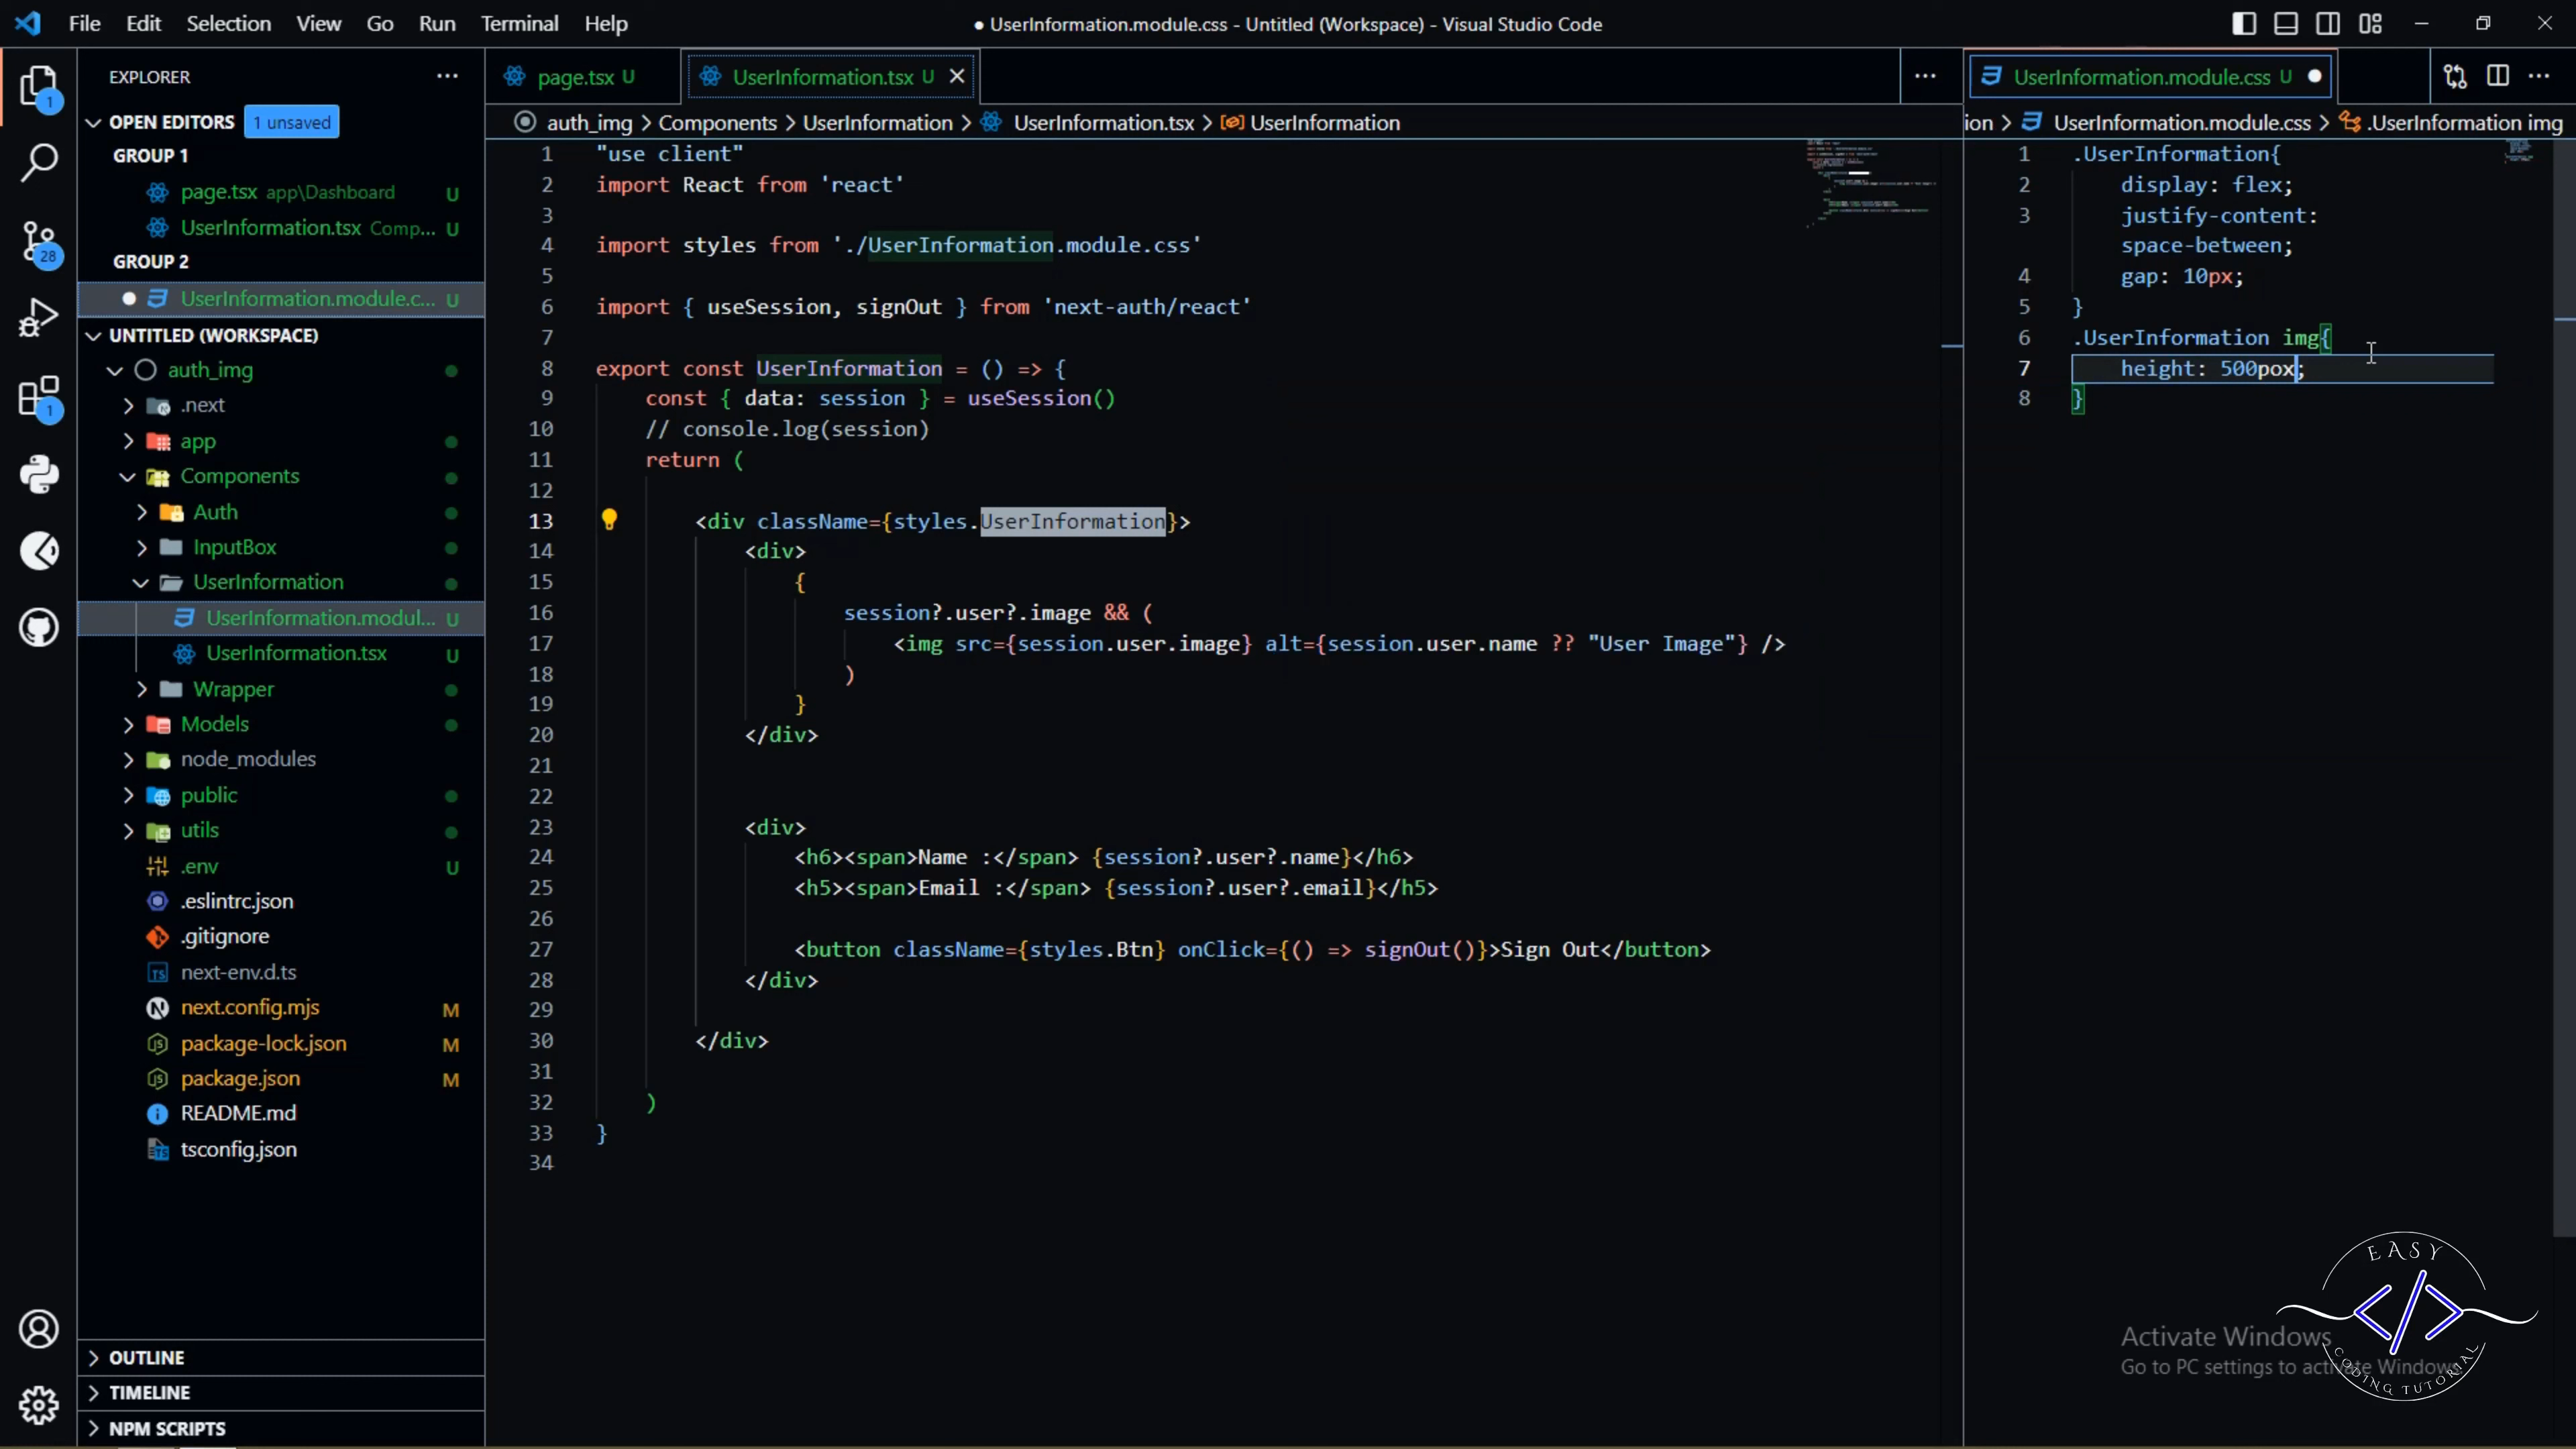 File Edit Selection View Go Run Terminal Help
● UserInformation.module.css - Untitled (Workspace) - Visual Studio Code
EXPLORER
OPEN EDITORS 1 unsaved
GROUP 1
page.tsx app\Dashboard U
UserInformation.tsx Comp... U
GROUP 2
UserInformation.module.c... U
UNTITLED (WORKSPACE)
auth_img
.next
app
Components
Auth
InputBox
UserInformation
UserInformation.modul... U
UserInformation.tsx U
Wrapper
Models
node_modules
public
utils
.env U
.eslintrc.json
.gitignore
next-env.d.ts
next.config.mjs M
package-lock.json M
package.json M
README.md
tsconfig.json
OUTLINE
TIMELINE
NPM SCRIPTS
1
28
1
page.tsx U
UserInformation.tsx U
auth_img > Components > UserInformation > UserInformation.tsx > UserInformation
1 "use client"
2 import React from 'react'
3
4 import styles from './UserInformation.module.css'
5
6 import { useSession, signOut } from 'next-auth/react'
7
8 export const UserInformation = () => {
9 const { data: session } = useSession()
10 // console.log(session)
11 return (
12
13 <div className={styles.UserInformation}>
14 <div>
15 {
16 session?.user?.image && (
17 <img src={session.user.image} alt={session.user.name ?? "User Image"} />
18 )
19 }
20 </div>
21
22
23 <div>
24 <h6><span>Name :</span> {session?.user?.name}</h6>
25 <h5><span>Email :</span> {session?.user?.email}</h5>
26
27 <button className={styles.Btn} onClick={() => signOut()}>Sign Out</button>
28 </div>
29
30 </div>
31
32 )
33 }
34
UserInformation.module.css U
ion > UserInformation.module.css > .UserInformation img
1 .UserInformation{
2 display: flex;
3 justify-content:
space-between;
4 gap: 10px;
5 }
6 .UserInformation img{
7 height: 500pox;
8 }
Activate Windows
Go to PC settings to activate Windows.
EASY
</>
CODING TUTORIAL